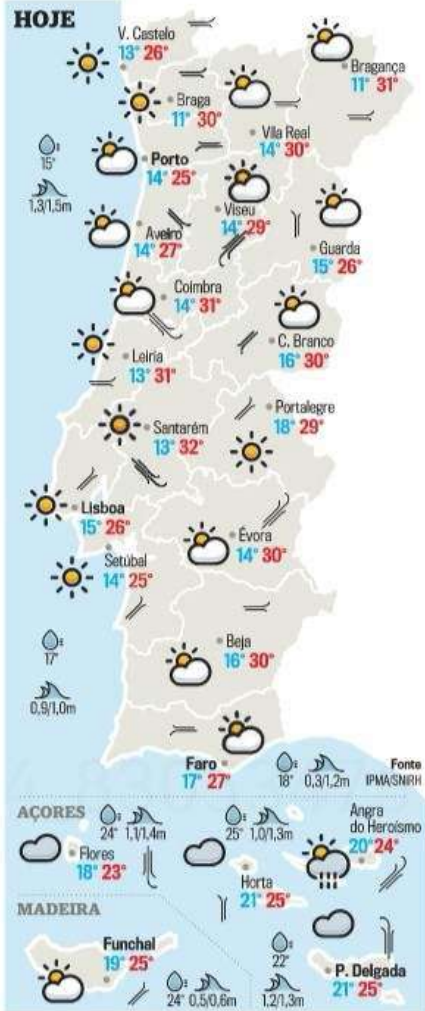 HOJE
V. Castelo
13° 26°
Bragança
11° 31°
Braga
11° 30°
Vila Real
14° 30°
15°
1,3/1,5m
Porto
14° 25°
Viseu
14° 29°
Aveiro
14° 27°
Guarda
15° 26°
Coimbra
14° 31°
C. Branco
16° 30°
Leiria
13° 31°
Portalegre
18° 29°
Santarém
13° 32°
Lisboa
15° 26°
Évora
14° 30°
Setúbal
14° 25°
17°
0,9/1,0m
Beja
16° 30°
Faro
17° 27°
18° 0,3/1,2m
Fonte
IPMA/SNIRH
AÇORES
24° 1,1/1,4m
25° 1,0/1,3m
Angra
do Heroísmo
20° 24°
Flores
18° 23°
Horta
21° 25°
MADEIRA
Funchal
19° 25°
24° 0,5/0,6m
22°
1,2/1,3m
P. Delgada
21° 25°